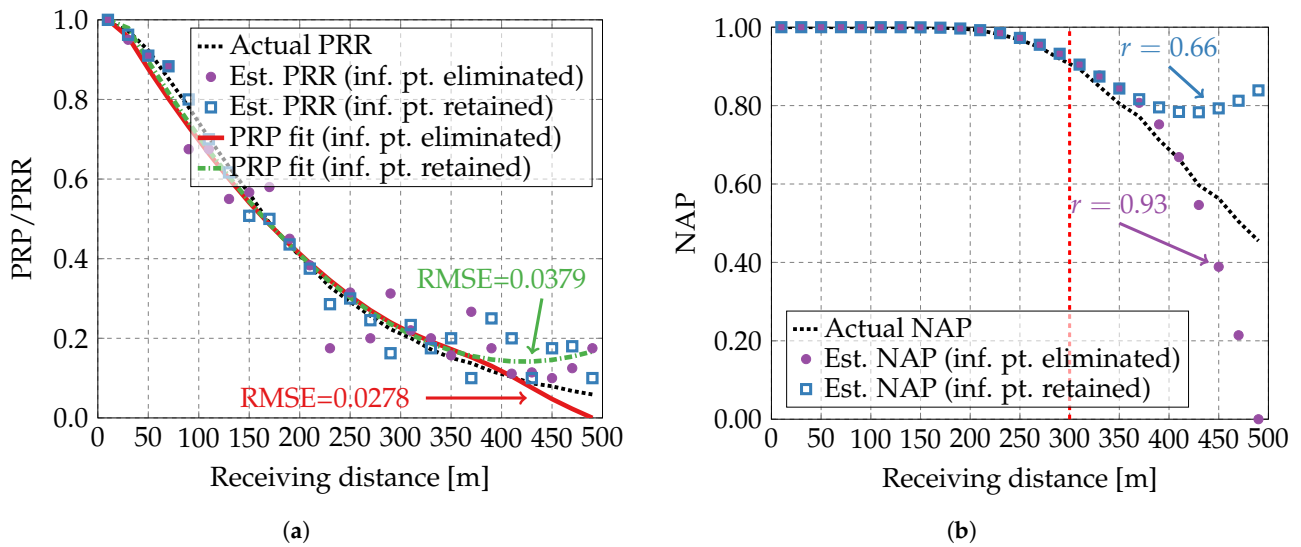 1.0
0.8
0.6
0.4
0.2
0.0
PRP/PRR
Actual PRR
Est. PRR (inf. pt. eliminated)
Est. PRR (inf. pt. retained)
PRP fit (inf. pt. eliminated)
PRP fit (inf. pt. retained)
RMSE=0.0379
RMSE=0.0278
0 50 100 150 200 250 300 350 400 450 500
Receiving distance [m]
(a)
1.00
0.80
0.60
0.40
0.20
0.00
NAP
r = 0.66
r = 0.93
Actual NAP
Est. NAP (inf. pt. eliminated)
Est. NAP (inf. pt. retained)
0 50 100 150 200 250 300 350 400 450 500
Receiving distance [m]
(b)